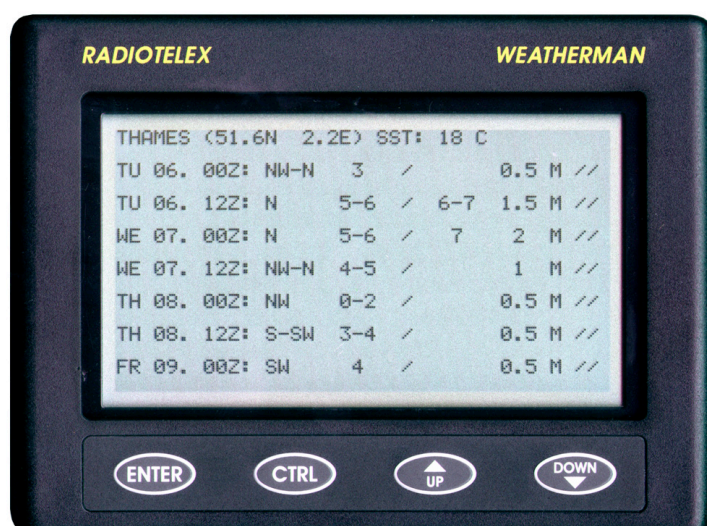 RADIOTELEX WEATHERMAN
THAMES (51.6N 2.2E) SST: 18 C
TU 06. 00Z: NW-N 3 / 0.5 M //
TU 06. 12Z: N 5-6 / 6-7 1.5 M //
WE 07. 00Z: N 5-6 / 7 2 M //
WE 07. 12Z: NW-N 4-5 / 1 M //
TH 08. 00Z: NW 0-2 / 0.5 M //
TH 08. 12Z: S-SW 3-4 / 0.5 M //
FR 09. 00Z: SW 4 / 0.5 M //
ENTER CTRL UP DOWN